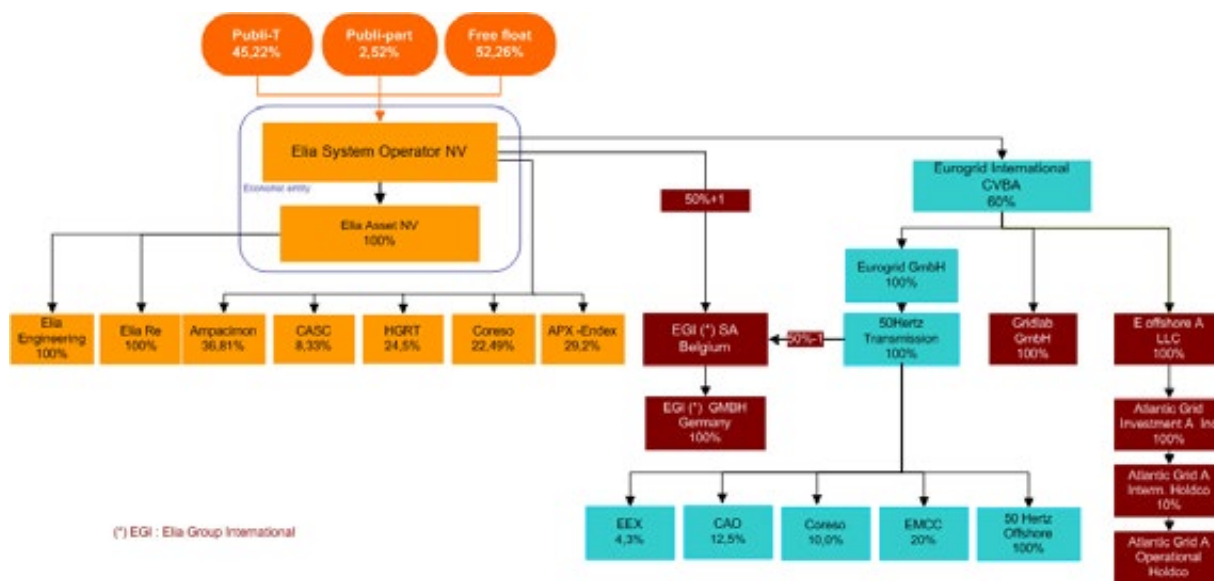 Publi-T
45,22%
Publi-part
2,52%
Free float
52,26%
Elia System Operator NV
Economic entity
Elia Asset NV
100%
Eurogrid International
CVBA
60%
50%+1
Eurogrid GmbH
100%
Elia
Engineering
100%
Elia Re
100%
Ampacimon
36,81%
CASC
8,33%
HGRT
24,5%
Coreso
22,49%
APX -Endex
29,2%
EGI (*) SA
Belgium
50%-1
50Hertz
Transmission
100%
Gridlab
GmbH
100%
E offshore A
LLC
100%
EGI (*) GMBH
Germany
100%
Atlantic Grid
Investment A Inc
100%
Atlantic Grid A
Interm. Holdco
10%
EEX
4,3%
CAO
12,5%
Coreso
10,0%
EMCC
20%
50 Hertz
Offshore
100%
Atlantic Grid A
Operational
Holdco
(*) EGI : Elia Group International